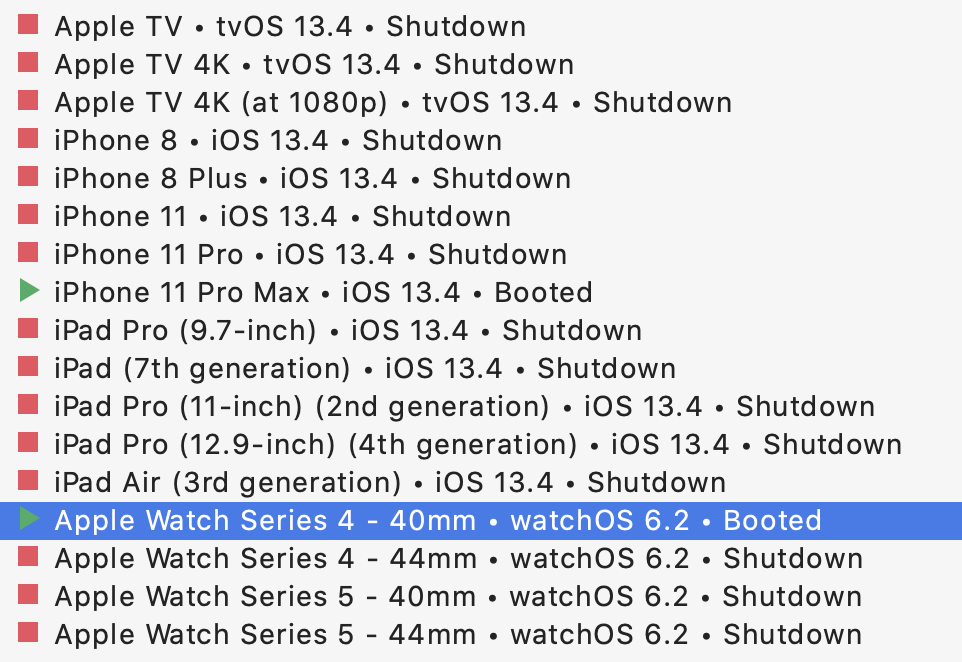 Apple TV • tvOS 13.4 • Shutdown
Apple TV 4K • tvOS 13.4 • Shutdown
Apple TV 4K (at 1080p) • tvOS 13.4 • Shutdown
iPhone 8 • iOS 13.4 • Shutdown
iPhone 8 Plus • iOS 13.4 • Shutdown
iPhone 11 • iOS 13.4 • Shutdown
iPhone 11 Pro • iOS 13.4 • Shutdown
iPhone 11 Pro Max • iOS 13.4 • Booted
iPad Pro (9.7-inch) • iOS 13.4 • Shutdown
iPad (7th generation) • iOS 13.4 • Shutdown
iPad Pro (11-inch) (2nd generation) • iOS 13.4 • Shutdown
iPad Pro (12.9-inch) (4th generation) • iOS 13.4 • Shutdown
iPad Air (3rd generation) • iOS 13.4 • Shutdown
Apple Watch Series 4 - 40mm • watchOS 6.2 • Booted
Apple Watch Series 4 - 44mm • watchOS 6.2 • Shutdown
Apple Watch Series 5 - 40mm • watchOS 6.2 • Shutdown
Apple Watch Series 5 - 44mm • watchOS 6.2 • Shutdown